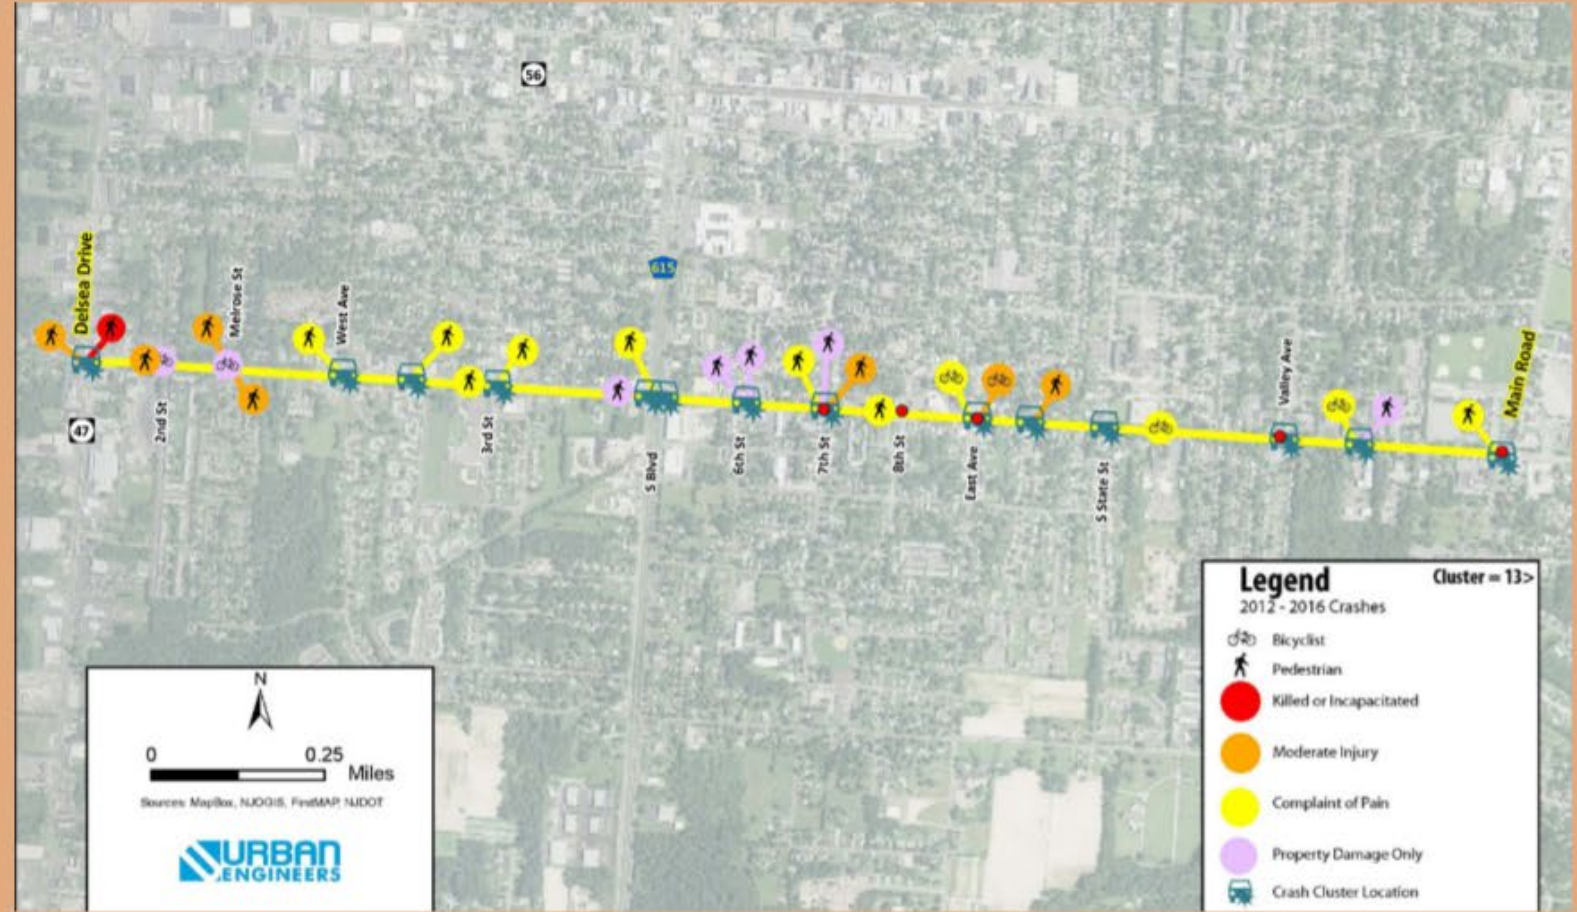 56
615
Delsea Drive
Melrose St
West Ave
Valley Ave
Main Road
47
2nd St
3rd St
S Blvd
6th St
7th St
8th St
East Ave
S State St
N
0 0.25
Miles
Sources: MapBox, NJOGIS, FirstMAP, NJDOT
URBAN
ENGINEERS
Legend Cluster = 13>
2012 - 2016 Crashes
Bicyclist
Pedestrian
Killed or Incapacitated
Moderate Injury
Complaint of Pain
Property Damage Only
Crash Cluster Location